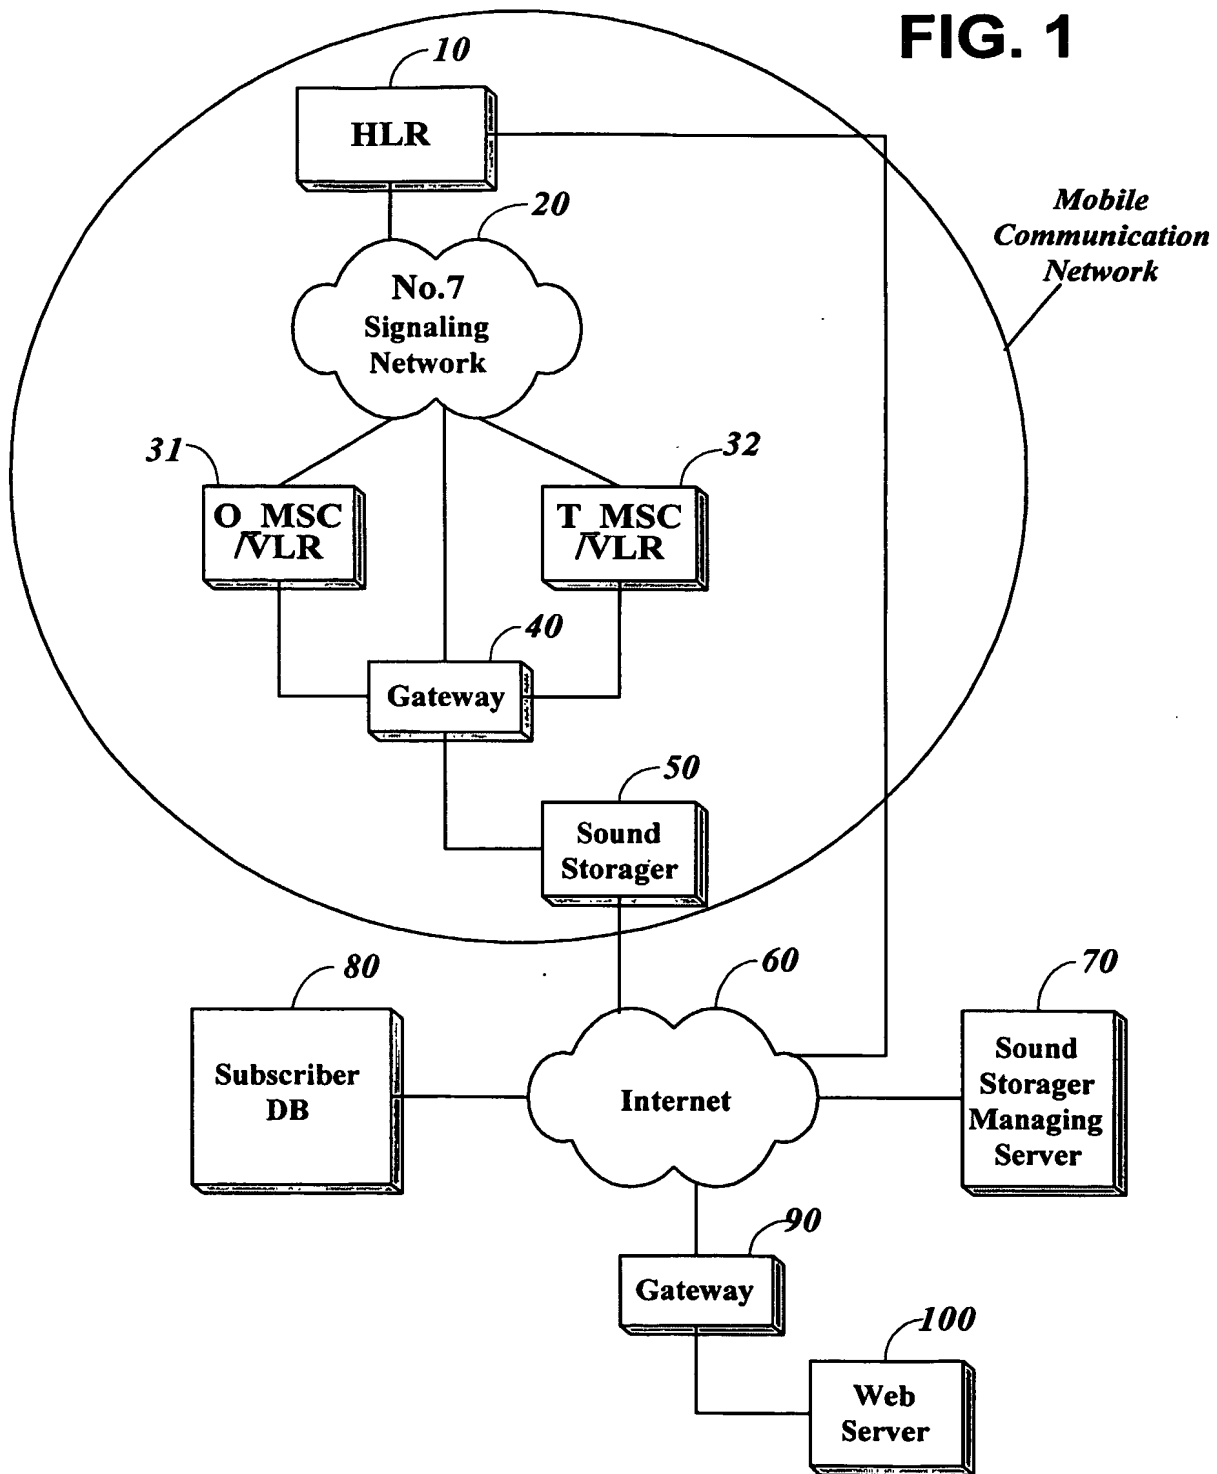 FIG. 1
10
HLR
20
Mobile
Communication
Network
No.7
Signaling
Network
31
32
O_MSC
/VLR
T_MSC
/VLR
40
Gateway
50
Sound
Storager
80
60
70
Subscriber
DB
Internet
Sound
Storager
Managing
Server
90
Gateway
100
Web
Server